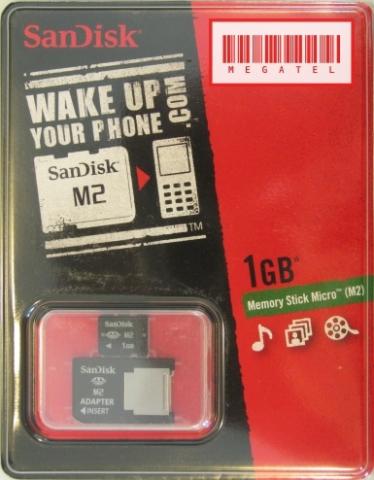 SanDisk
MEGATEL
WAKE UP
YOUR PHONE
.COM
SanDisk
M2
TM
1GB*
Memory Stick Micro™ (M2)
SanDisk
M2
1GB
SanDisk
M2
ADAPTER
INSERT